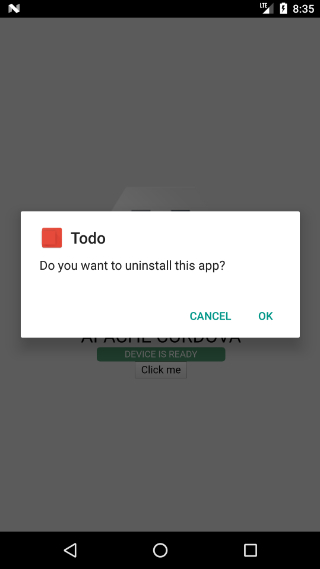 LTE 8:35
Todo
Do you want to uninstall this app?
CANCEL OK
APACHE CORDOVA
DEVICE IS READY
Click me